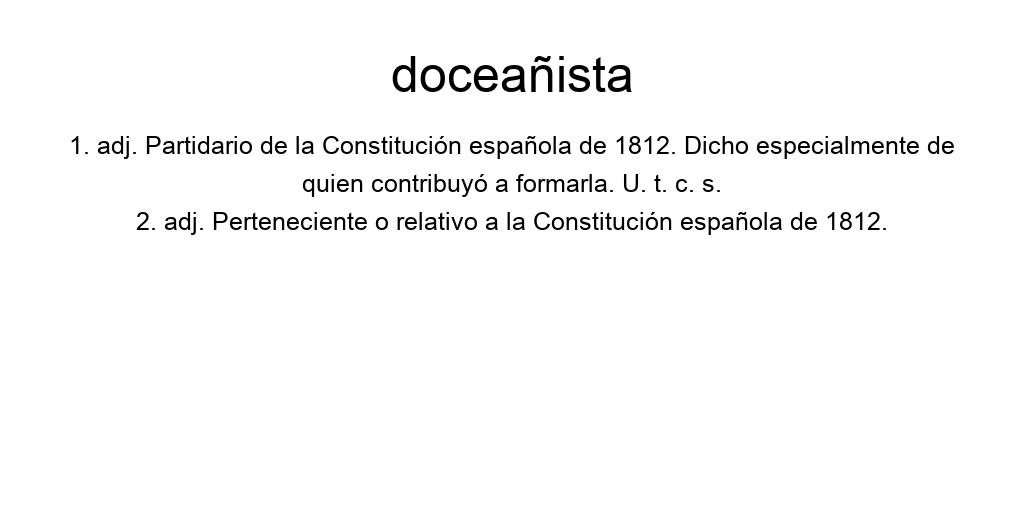 doceañista
1. adj. Partidario de la Constitución española de 1812. Dicho especialmente de
quien contribuyó a formarla. U. t. c. s.
2. adj. Perteneciente o relativo a la Constitución española de 1812.